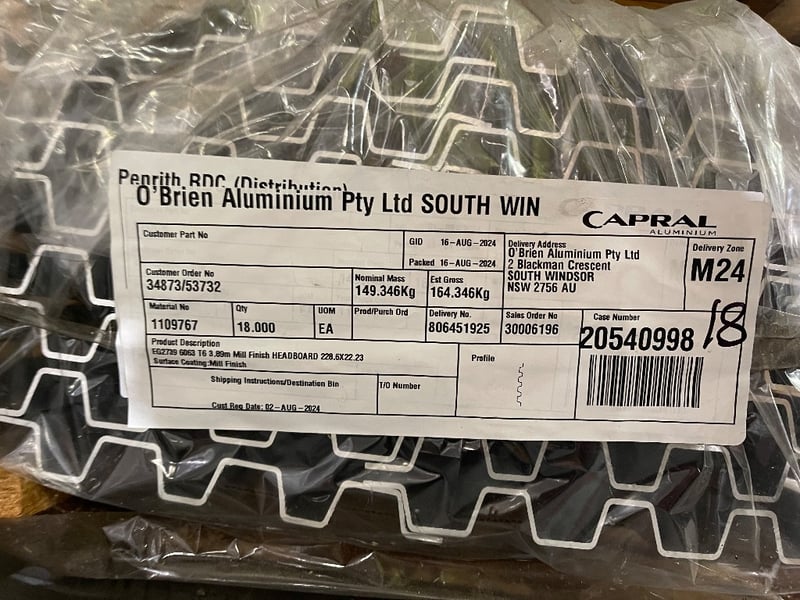 Penrith RDC (Distribution)
O'Brien Aluminium Pty Ltd SOUTH WIN
CAPRAL
ALUMINIUM
Customer Part No
GID 16-AUG-2024
Packed 16-AUG-2024
Delivery Address
O'Brien Aluminium Pty Ltd
2 Blackman Crescent
SOUTH WINDSOR
NSW 2756 AU
Delivery Zone
M24
Customer Order No
34873/53732
Nominal Mass
149.346Kg
Est Gross
164.346Kg
Material No
1109767
Qty
18.000
UOM
EA
Prod/Purch Ord
Delivery No.
806451925
Sales Order No
30006196
Case Number
20540998
18
Product Description
EG2739 6063 T6 3.89m Mill Finish HEADBOARD 228.6X22.23
Surface Coating:Mill Finish
Profile
Shipping Instructions/Destination Bin
T/O Number
Cust Req Date: 02-AUG-2024